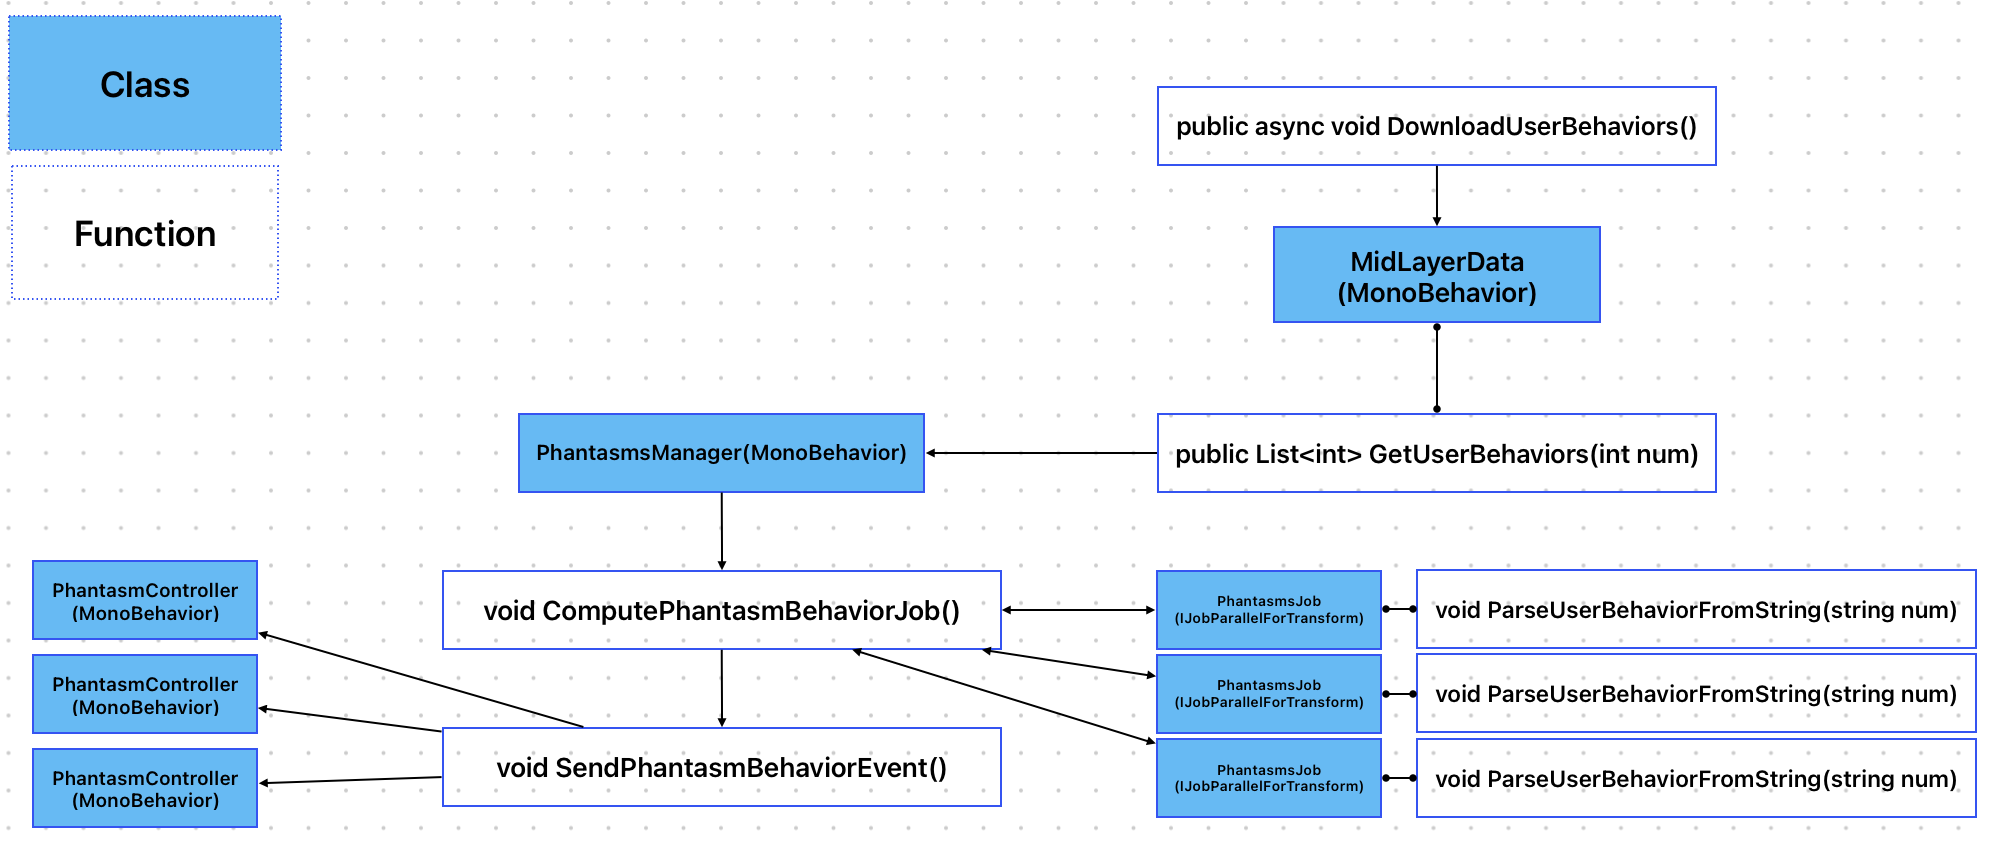 Class
Function
public async void DownloadUserBehaviors()
MidLayerData
(MonoBehavior)
PhantasmsManager(MonoBehavior)
public List<int> GetUserBehaviors(int num)
PhantasmController
(MonoBehavior)
void ComputePhantasmBehaviorJob()
PhantasmsJob
(IJobParallelForTransform)
void ParseUserBehaviorFromString(string num)
PhantasmController
(MonoBehavior)
PhantasmsJob
(IJobParallelForTransform)
void ParseUserBehaviorFromString(string num)
PhantasmController
(MonoBehavior)
void SendPhantasmBehaviorEvent()
PhantasmsJob
(IJobParallelForTransform)
void ParseUserBehaviorFromString(string num)